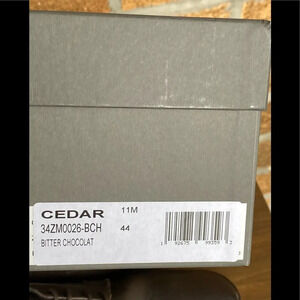 CEDAR 11M
34ZM0026-BCH 44
BITTER CHOCOLAT